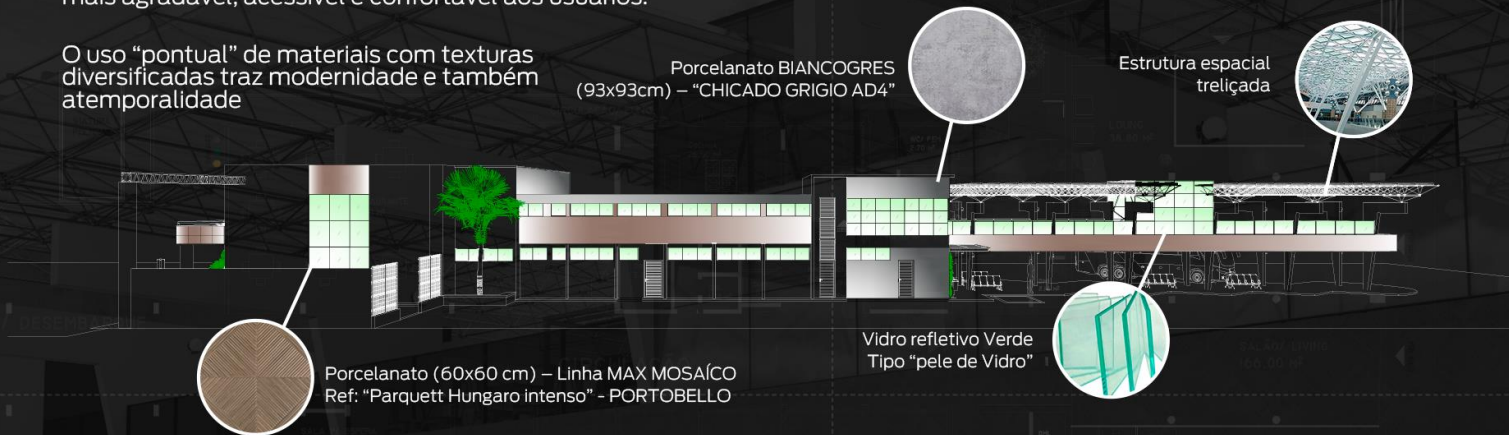 mais agradável, acessível e confortável aos usuários.
O uso “pontual” de materiais com texturas
diversificadas traz modernidade e também
atemporalidade
Porcelanato BIANCOGRES
(93x93cm) – “CHICADO GRIGIO AD4”
Estrutura espacial
treliçada
Vidro refletivo Verde
Tipo “pele de Vidro”
Porcelanato (60x60 cm) – Linha MAX MOSAÍCO
Ref: “Parquett Hungaro intenso” - PORTOBELLO